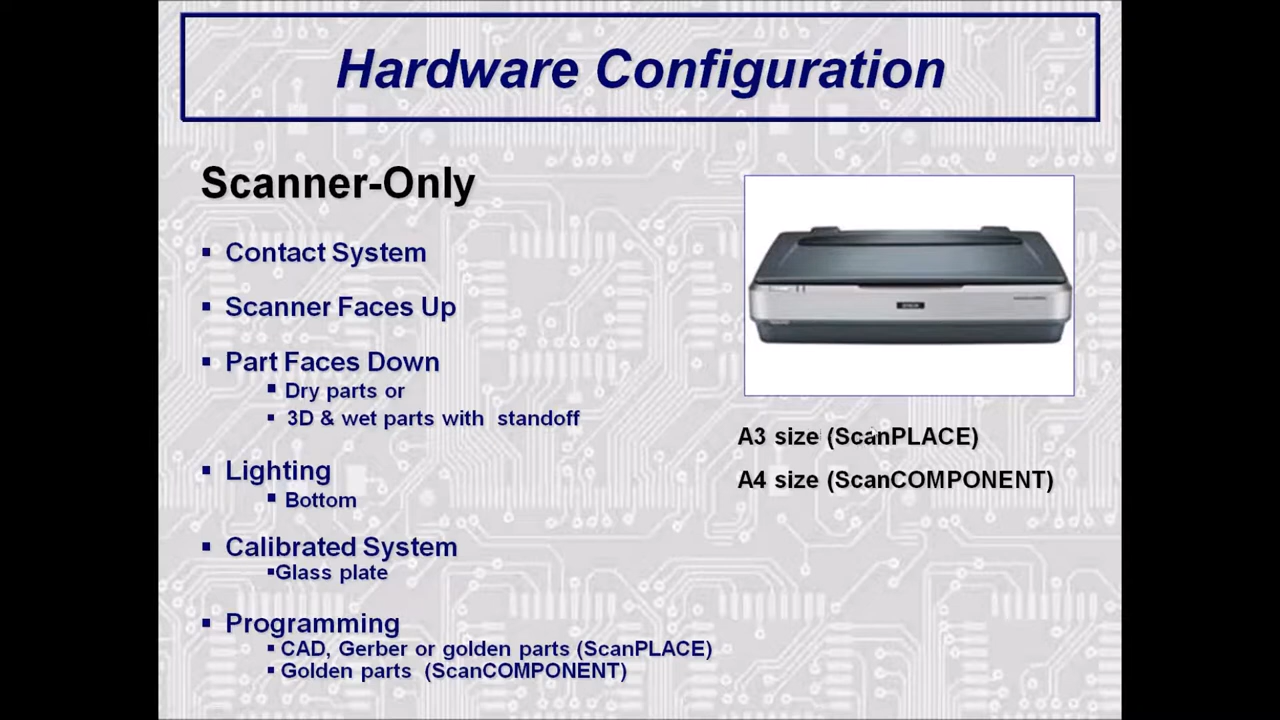 Hardware Configuration
Scanner-Only
▪ Contact System
▪ Scanner Faces Up
▪ Part Faces Down
▪ Dry parts or
▪ 3D & wet parts with standoff
▪ Lighting
▪ Bottom
▪ Calibrated System
▪Glass plate
▪ Programming
▪ CAD, Gerber or golden parts (ScanPLACE)
▪ Golden parts (ScanCOMPONENT)
EPSON
A3 size (ScanPLACE)
A4 size (ScanCOMPONENT)